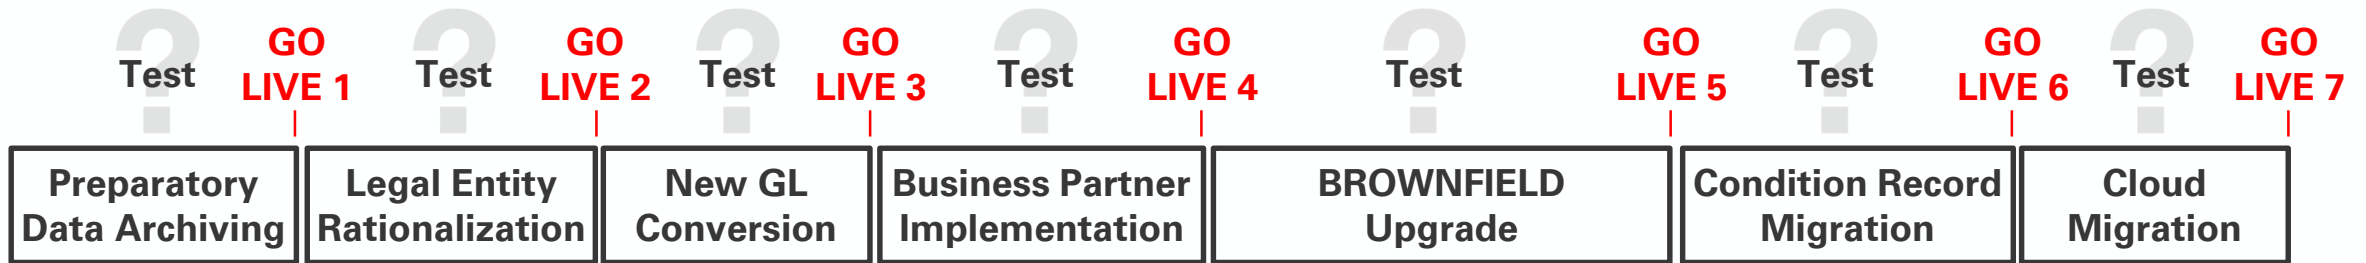 ?
Test
GO
LIVE 1
?
Test
GO
LIVE 2
?
Test
GO
LIVE 3
?
Test
GO
LIVE 4
?
Test
GO
LIVE 5
?
Test
GO
LIVE 6
?
Test
GO
LIVE 7
Preparatory
Data Archiving
Legal Entity
Rationalization
New GL
Conversion
Business Partner
Implementation
BROWNFIELD
Upgrade
Condition Record
Migration
Cloud
Migration